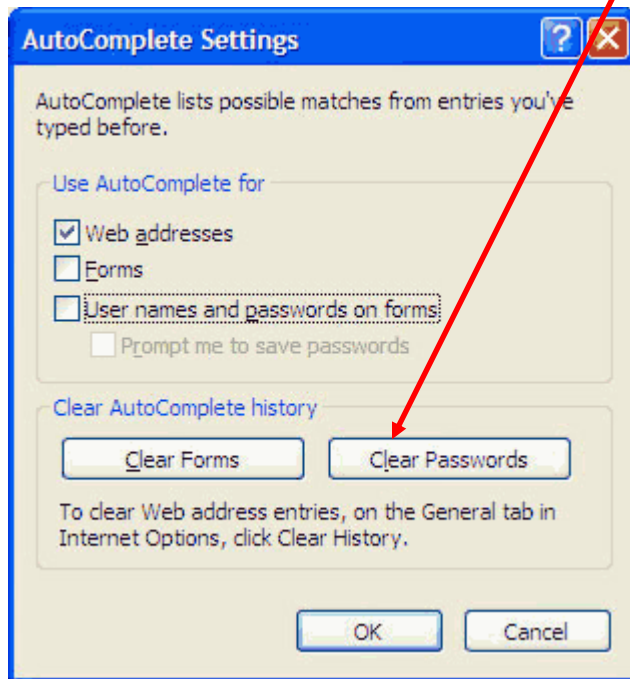 AutoComplete Settings
AutoComplete lists possible matches from entries you've
typed before.
Use AutoComplete for
Web addresses
Forms
User names and passwords on forms
Prompt me to save passwords
Clear AutoComplete history
Clear Forms
Clear Passwords
To clear Web address entries, on the General tab in
Internet Options, click Clear History.
OK
Cancel